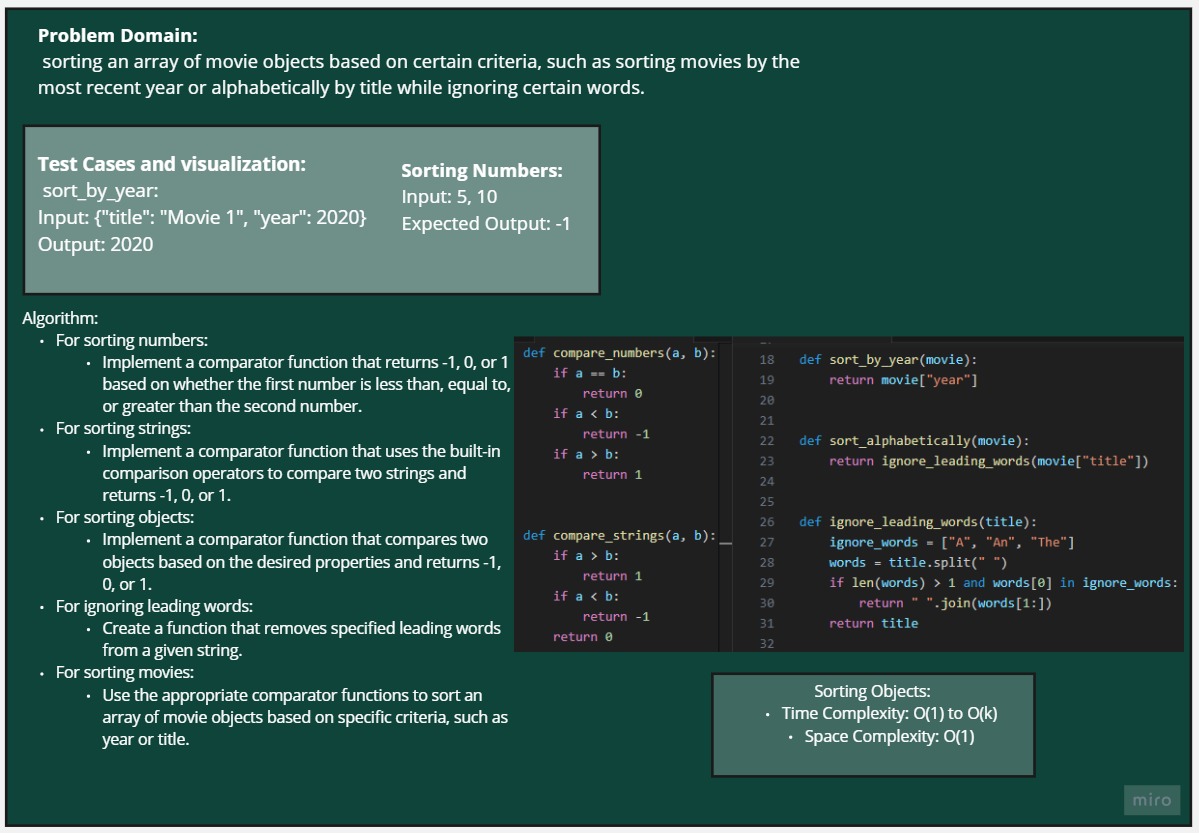 Problem Domain:
sorting an array of movie objects based on certain criteria, such as sorting movies by the
most recent year or alphabetically by title while ignoring certain words.
Test Cases and visualization:
sort_by_year:
Input: {"title": "Movie 1", "year": 2020}
Output: 2020
Sorting Numbers:
Input: 5, 10
Expected Output: -1
Algorithm:
· For sorting numbers:
· Implement a comparator function that returns -1, 0, or 1
based on whether the first number is less than, equal to,
or greater than the second number.
· For sorting strings:
· Implement a comparator function that uses the built-in
comparison operators to compare two strings and
returns -1, 0, or 1.
· For sorting objects:
· Implement a comparator function that compares two
objects based on the desired properties and returns -1,
0, or 1.
· For ignoring leading words:
· Create a function that removes specified leading words
from a given string.
· For sorting movies:
· Use the appropriate comparator functions to sort an
array of movie objects based on specific criteria, such as
year or title.
def compare_numbers(a, b):
if a == b:
return 0
if a < b:
return -1
if a > b:
return 1
def compare_strings(a, b):
if a > b:
return 1
if a < b:
return -1
return 0
18 def sort_by_year(movie):
19 return movie["year"]
20
21
22 def sort_alphabetically(movie):
23 return ignore_leading_words(movie["title"])
24
25
26 def ignore_leading_words(title):
27 ignore_words = ["A", "An", "The"]
28 words = title.split(" ")
29 if len(words) > 1 and words[0] in ignore_words:
30 return " ".join(words[1:])
31 return title
32
Sorting Objects:
· Time Complexity: O(1) to O(k)
· Space Complexity: O(1)
miro